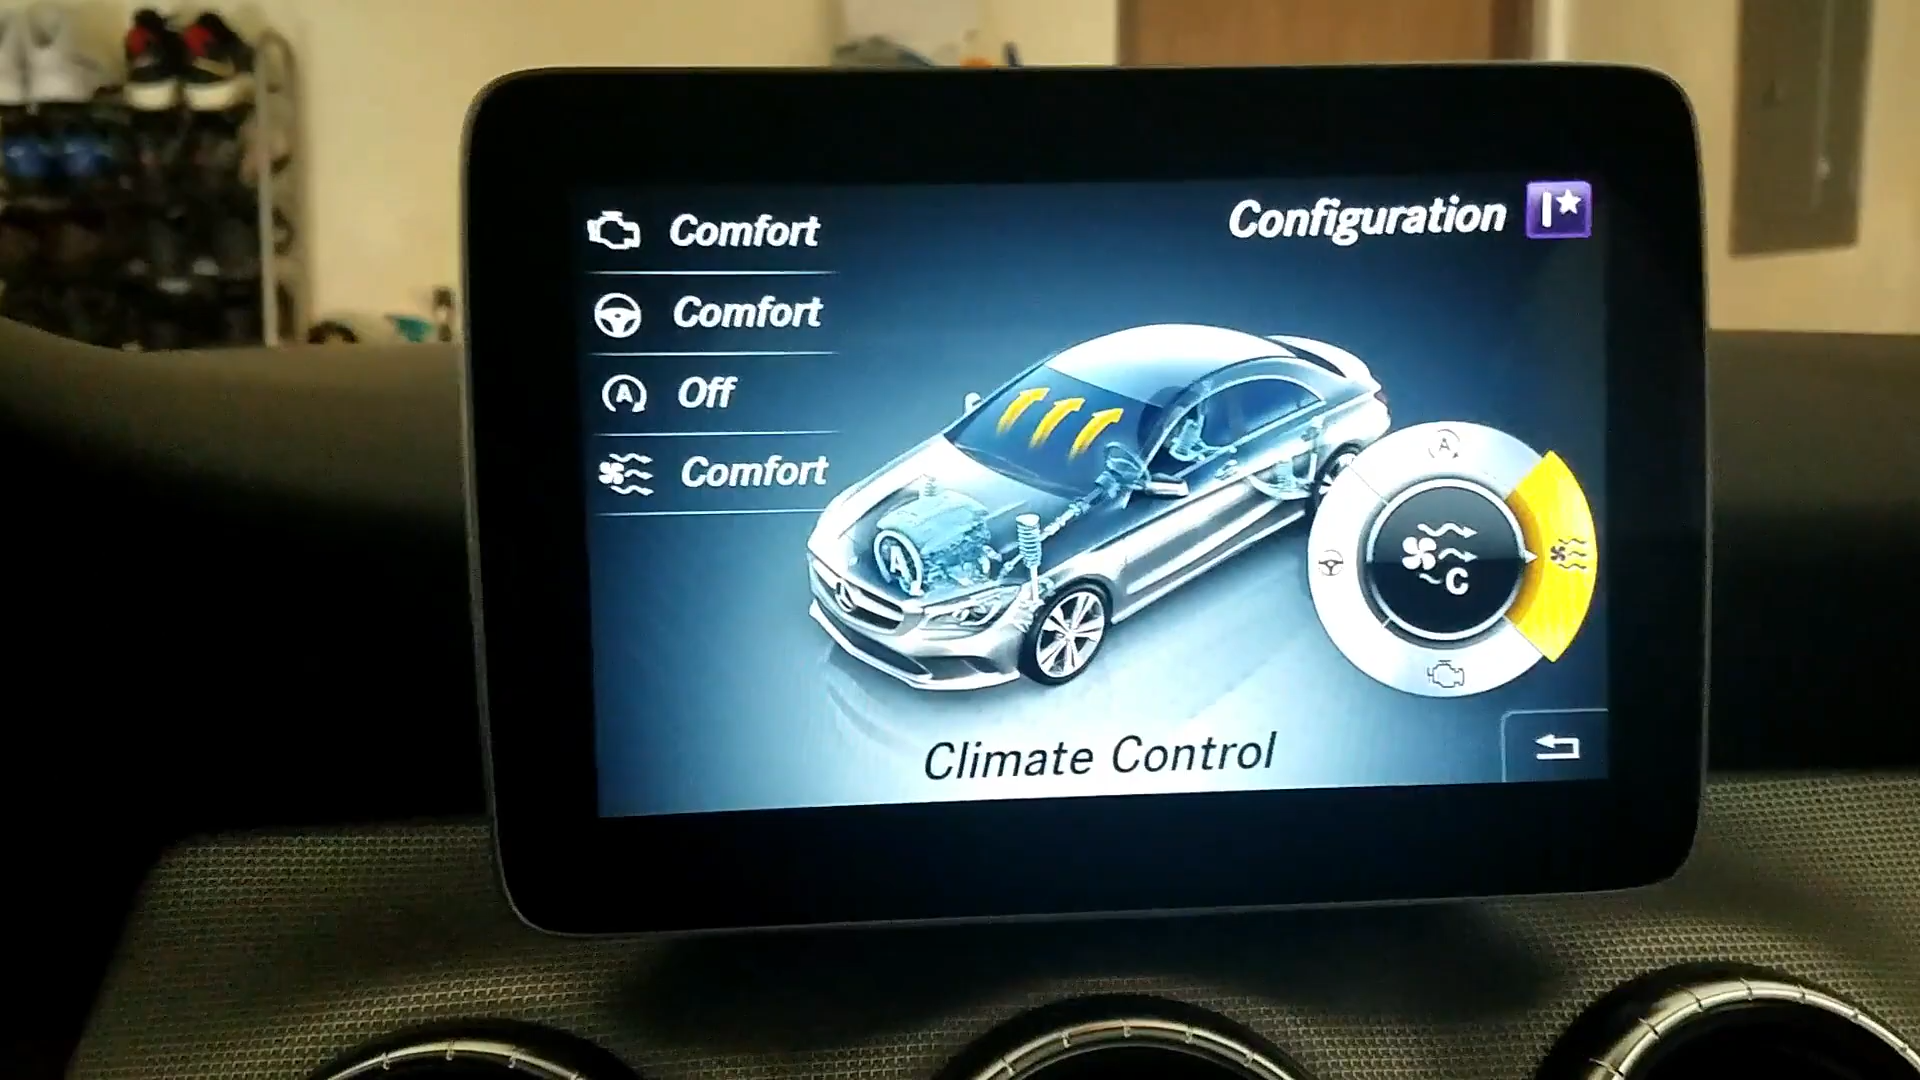 Configuration I★
Comfort
Comfort
A Off
Comfort
A
A
C
Climate Control